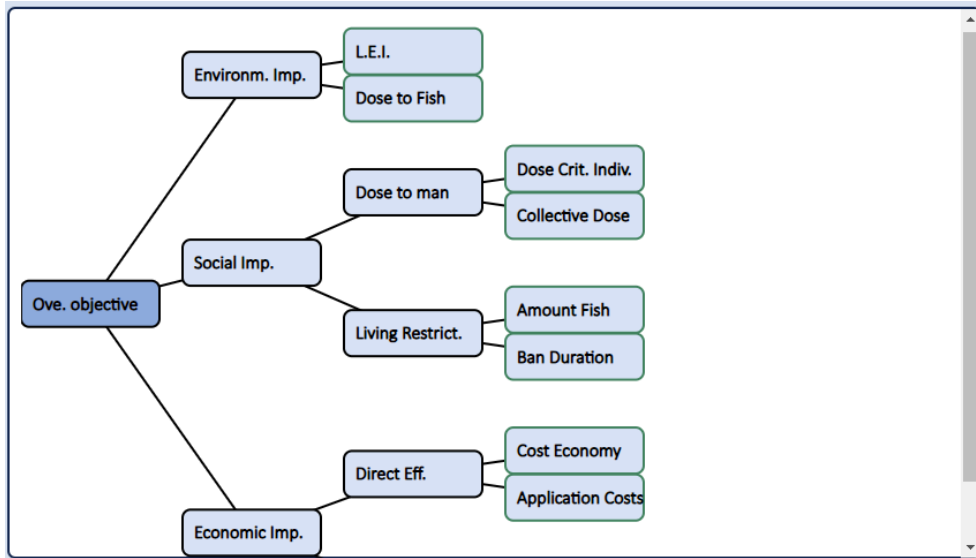 Environm. Imp.
L.E.I.
Dose to Fish
Ove. objective
Social Imp.
Dose to man
Dose Crit. Indiv.
Collective Dose
Living Restrict.
Amount Fish
Ban Duration
Economic Imp.
Direct Eff.
Cost Economy
Application Costs